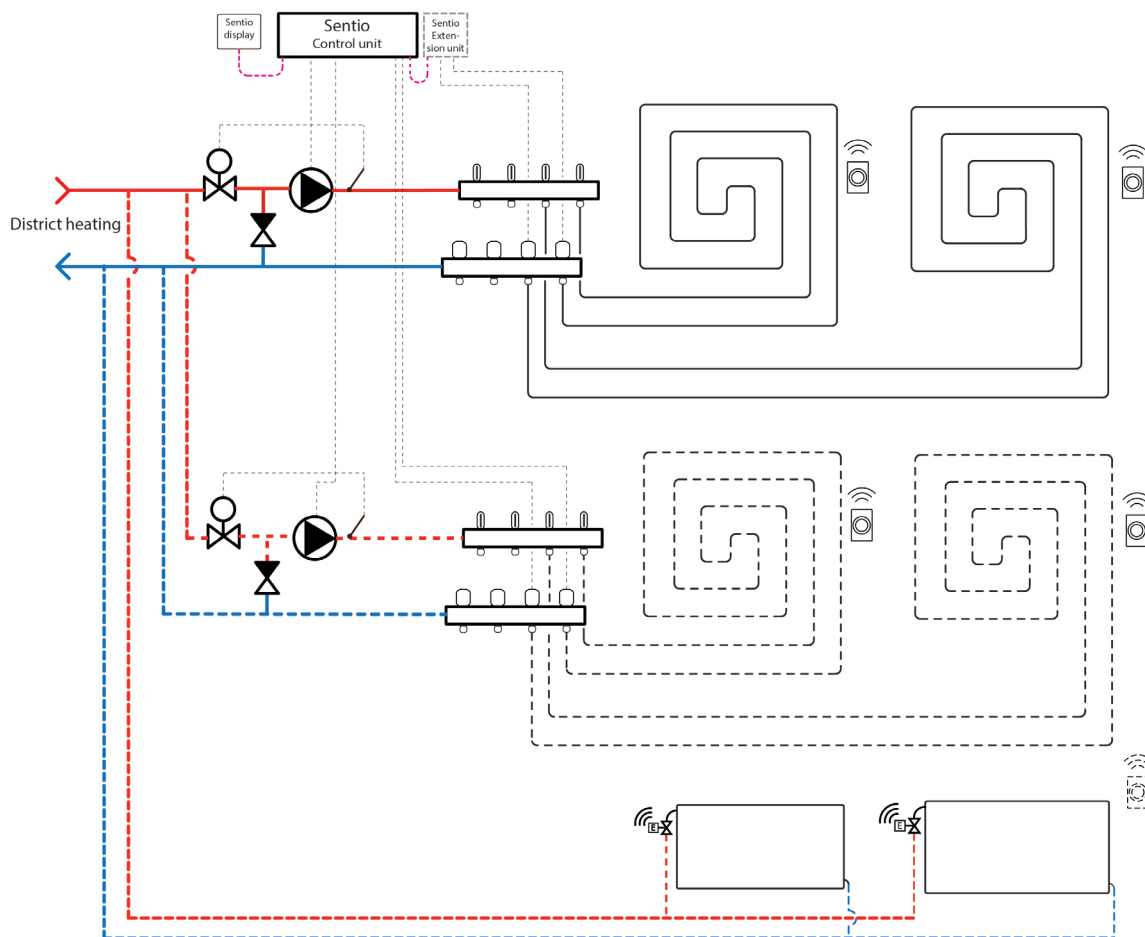 Sentio
display
Sentio
Control unit
Sentio
Exten-
sion unit
District heating
E
E